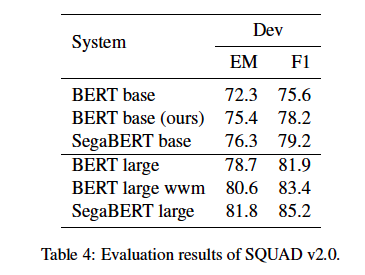 System Dev
EM F1
BERT base 72.3 75.6
BERT base (ours) 75.4 78.2
SegaBERT base 76.3 79.2
BERT large 78.7 81.9
BERT large wwm 80.6 83.4
SegaBERT large 81.8 85.2
Table 4: Evaluation results of SQUAD v2.0.